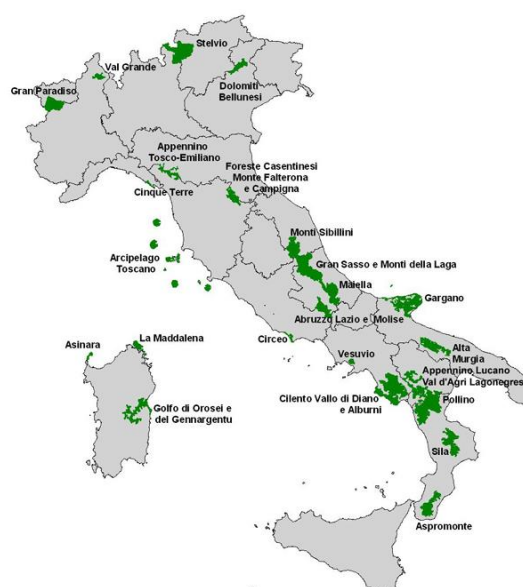 Stelvio
Val Grande
Gran Paradiso
Dolomiti
Bellunesi
Appennino
Tosco-Emiliano
Foreste Casentinesi
Monte Falterona
e Campigna
Cinque Terre
Monti Sibillini
Arcipelago
Toscano
Gran Sasso e Monti della Laga
Maiella
Gargano
Abruzzo Lazio e Molise
Circeo
La Maddalena
Asinara
Vesuvio
Alta
Murgia
Appennino Lucano
Val d'Agri Lagonegrese
Cilento Vallo di Diano
e Alburni
Pollino
Golfo di Orosei e
del Gennargentu
Sila
Aspromonte